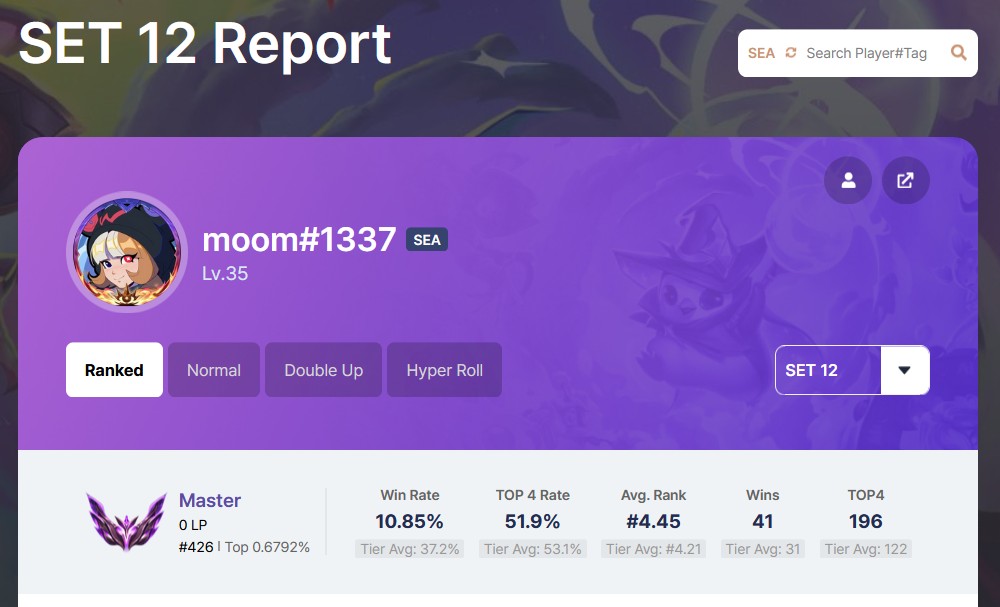 SET 12 Report
SEA Search Player#Tag
moom#1337 SEA
Lv.35
Ranked Normal Double Up Hyper Roll SET 12
Master
0 LP
#426 | Top 0.6792%
Win Rate TOP 4 Rate Avg. Rank Wins TOP4
10.85% 51.9% #4.45 41 196
Tier Avg: 37.2% Tier Avg: 53.1% Tier Avg: #4.21 Tier Avg: 31 Tier Avg: 122